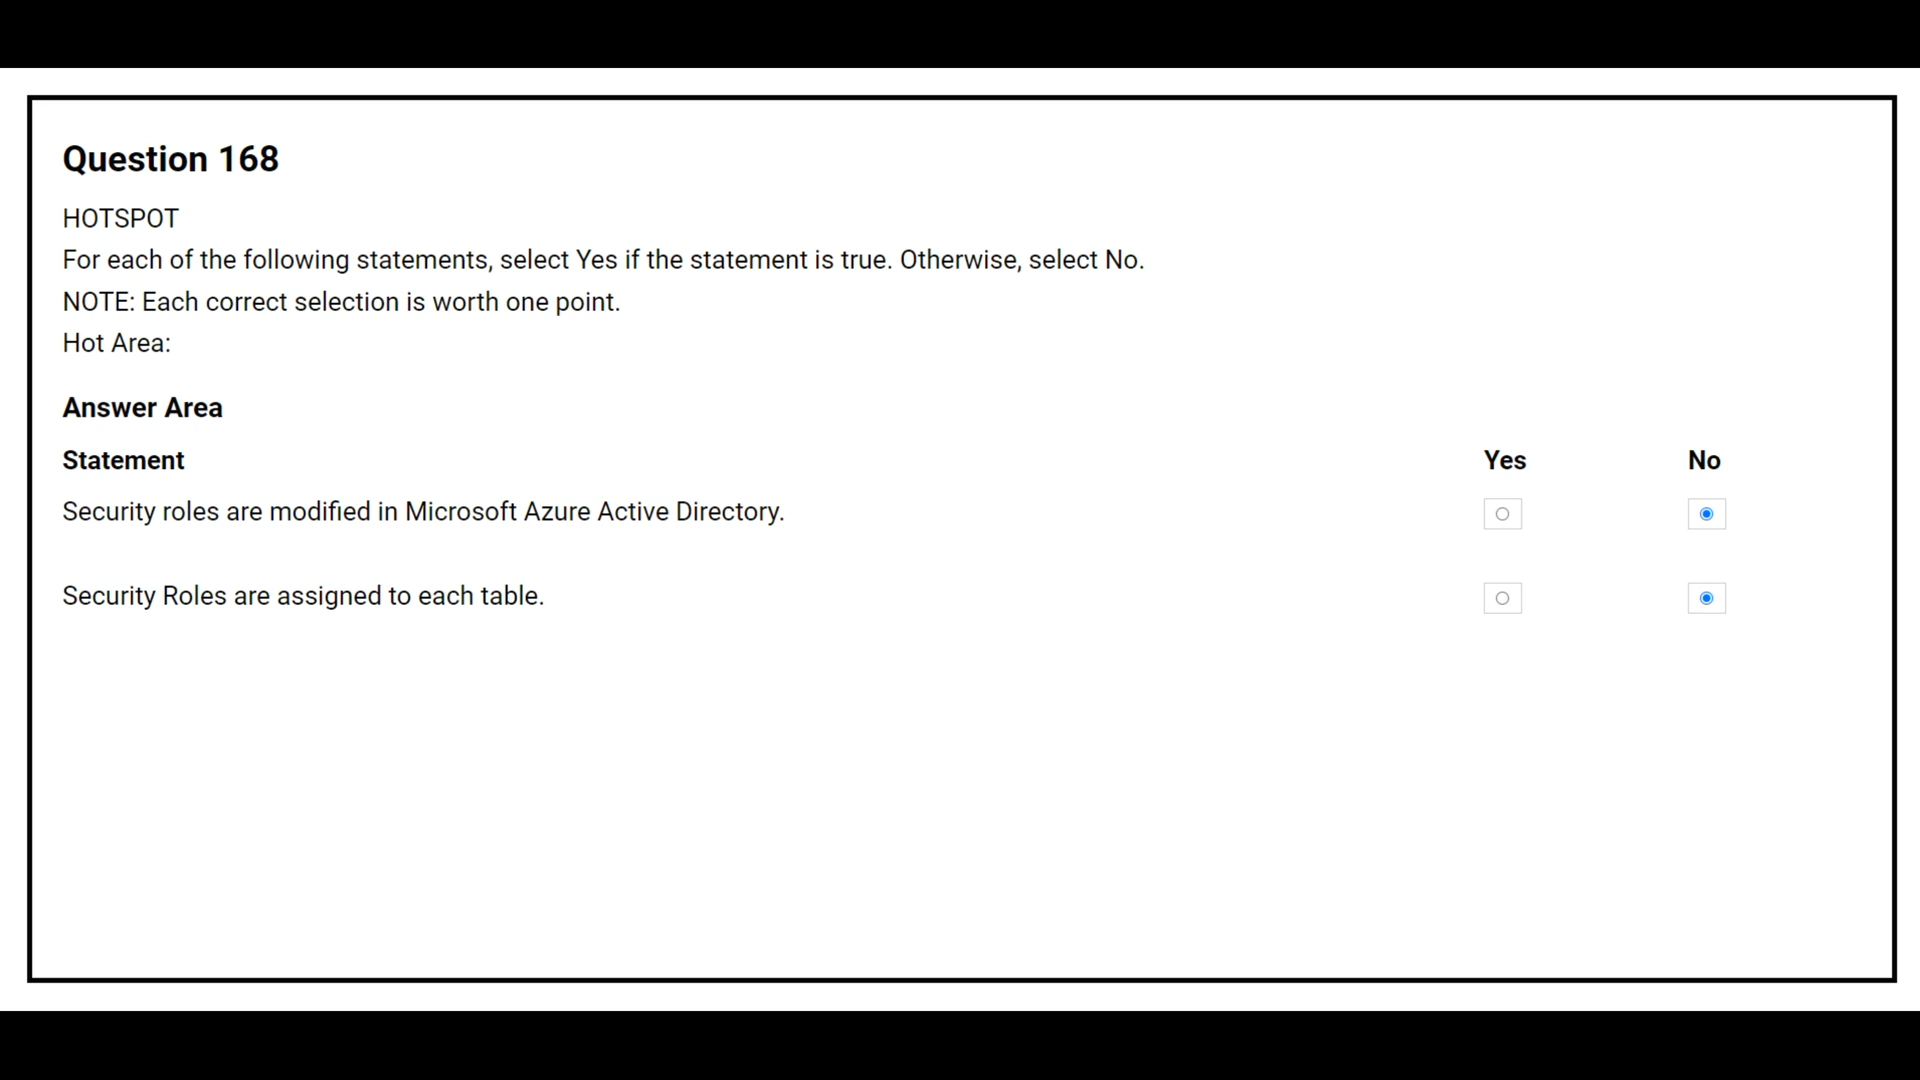 Question 168
HOTSPOT
For each of the following statements, select Yes if the statement is true. Otherwise, select No.
NOTE: Each correct selection is worth one point.
Hot Area:
Answer Area
Statement Yes No
Security roles are modified in Microsoft Azure Active Directory.
Security Roles are assigned to each table.